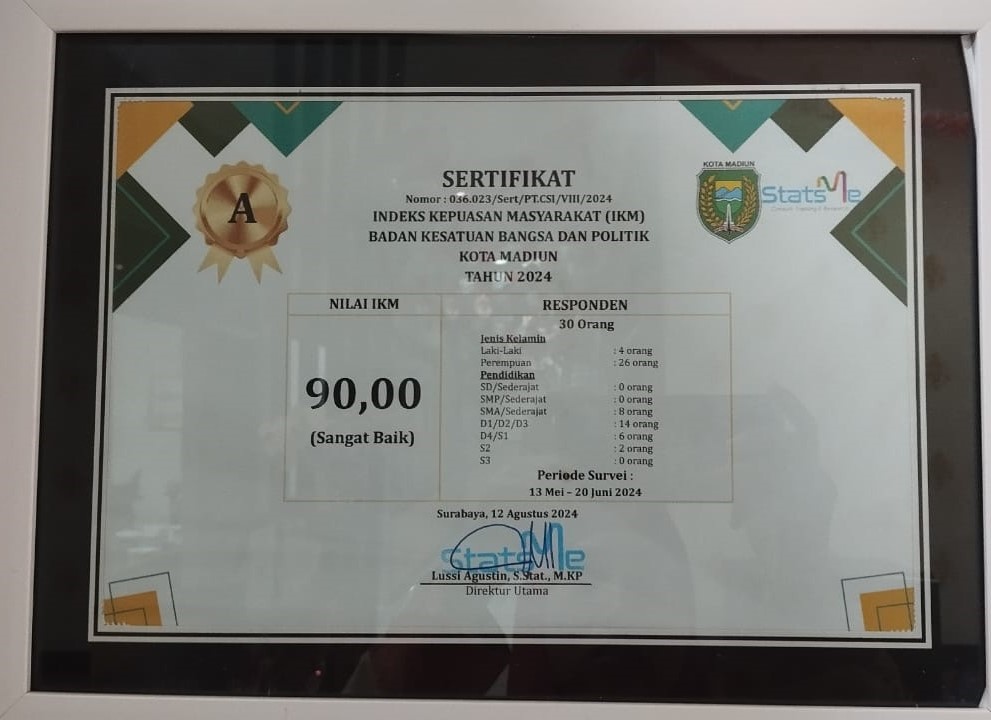 A
SERTIFIKAT
Nomor : 036.023/Sert/PT.CSI/VIII/2024
INDEKS KEPUASAN MASYARAKAT (IKM)
BADAN KESATUAN BANGSA DAN POLITIK
KOTA MADIUN
TAHUN 2024
KOTA MADIUN
StatsMe
NILAI IKM
90,00
(Sangat Baik)
RESPONDEN
30 Orang
Jenis Kelamin
Laki-Laki : 4 orang
Perempuan : 26 orang
Pendidikan
SD/Sederajat : 0 orang
SMP/Sederajat : 0 orang
SMA/Sederajat : 8 orang
D1/D2/D3 : 14 orang
D4/S1 : 6 orang
S2 : 2 orang
S3 : 0 orang
Periode Survei :
13 Mei – 20 Juni 2024
Surabaya, 12 Agustus 2024
StatsMe
Lussi Agustin, S.Stat., M.KP
Direktur Utama